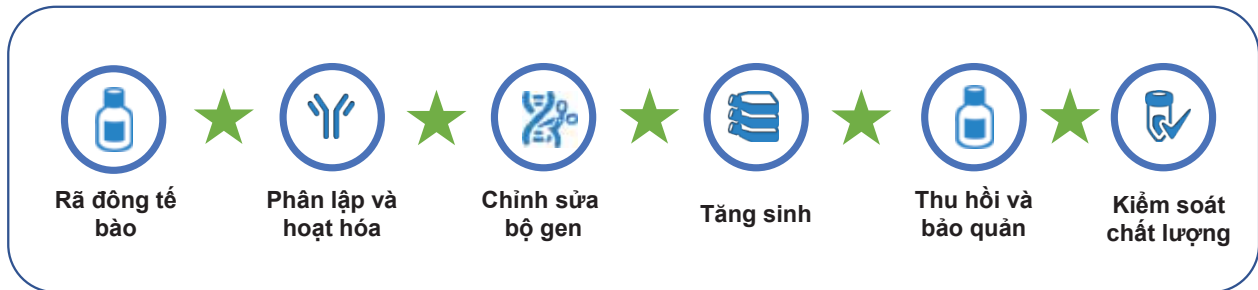 Rã đông tế
bào
Phân lập và
hoạt hóa
Chỉnh sửa
bộ gen
Tăng sinh
Thu hồi và
bảo quản
Kiểm soát
chất lượng